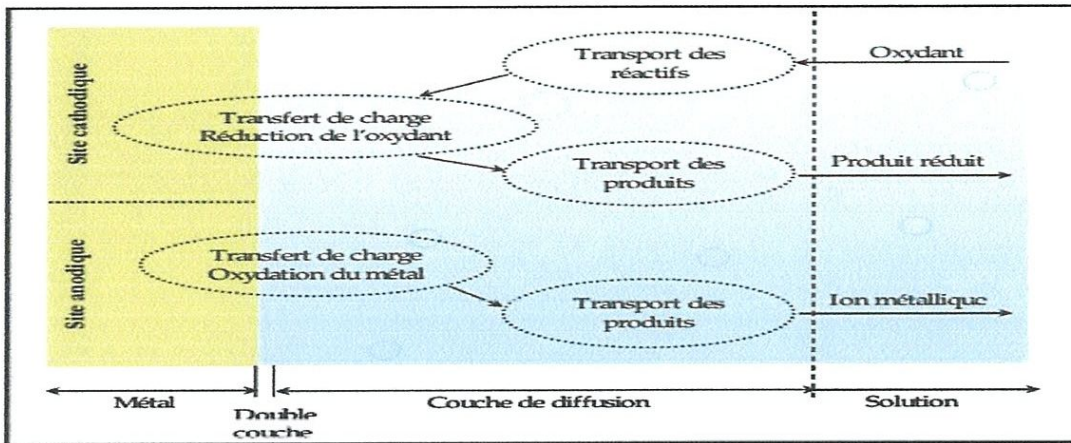 Site cathodique
Site anodique
Transport des
réactifs
Oxydant
Transfert de charge
Réduction de l'oxydant
Transport des
produits
Produit réduit
Transfert de charge
Oxydation du métal
Transport des
produits
Ion métallique
Métal
Double
couche
Couche de diffusion
Solution